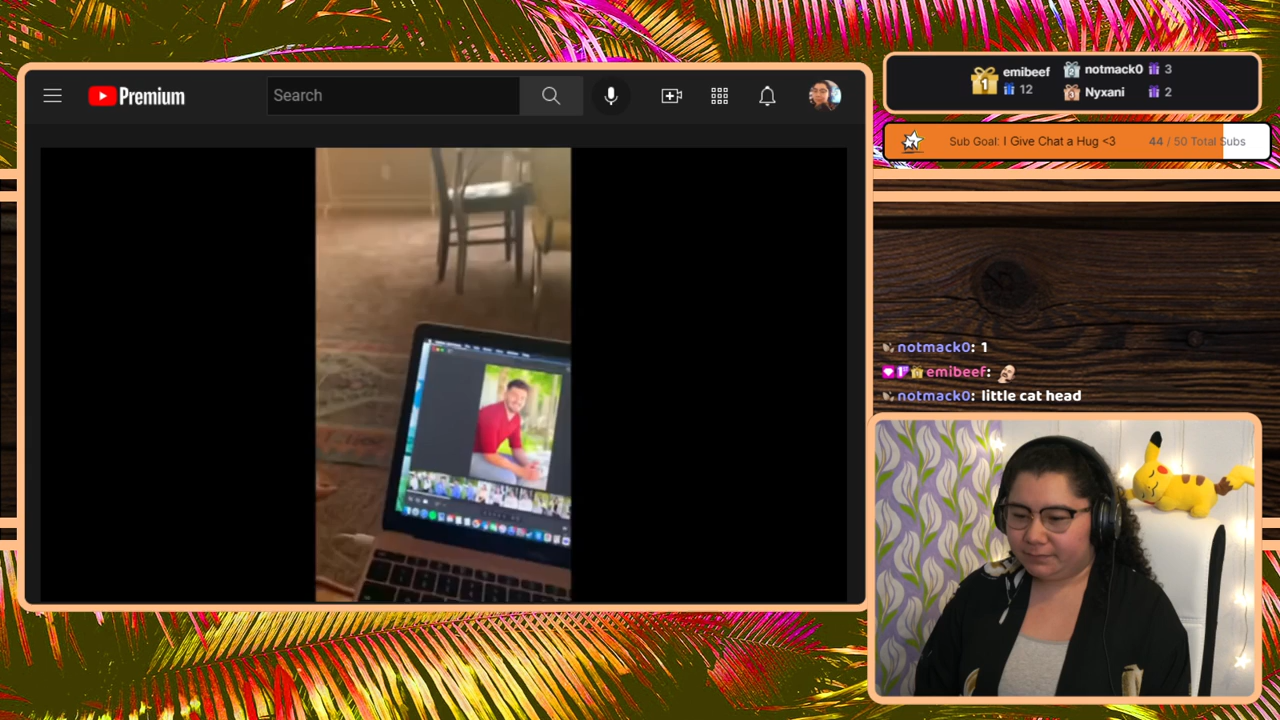 Premium
Search
1
emibeef
12
notmack0
3
Nyxani
2
Sub Goal: I Give Chat a Hug <3
44 / 50 Total Subs
notmack0: 1
emibeef:
notmack0: little cat head